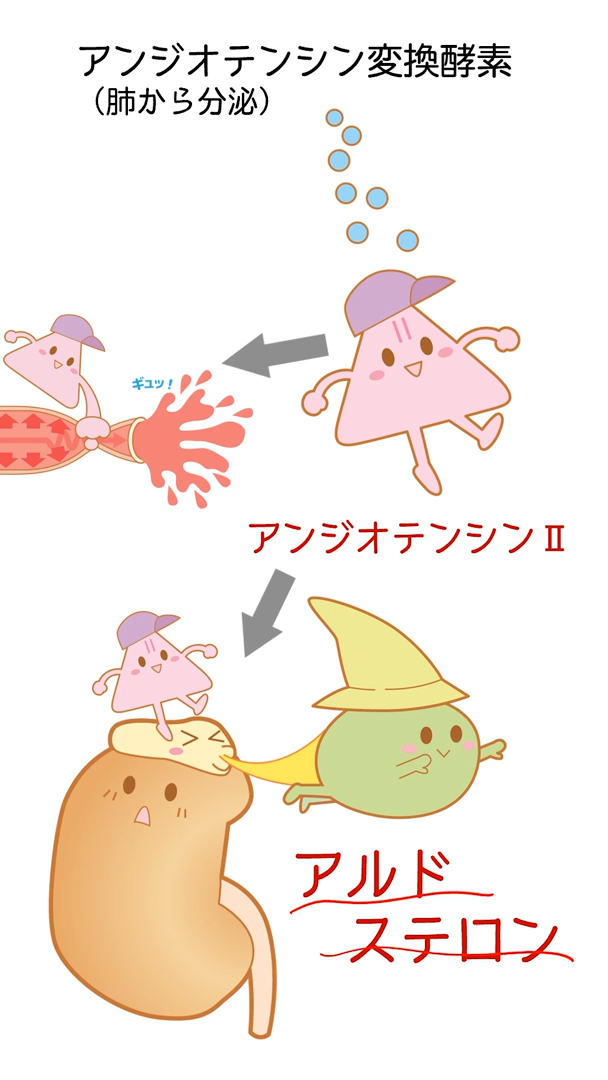 アンジオテンシン変換酵素
（肺から分泌）
ギュッ！
アンジオテンシンⅡ
アルド
ステロン